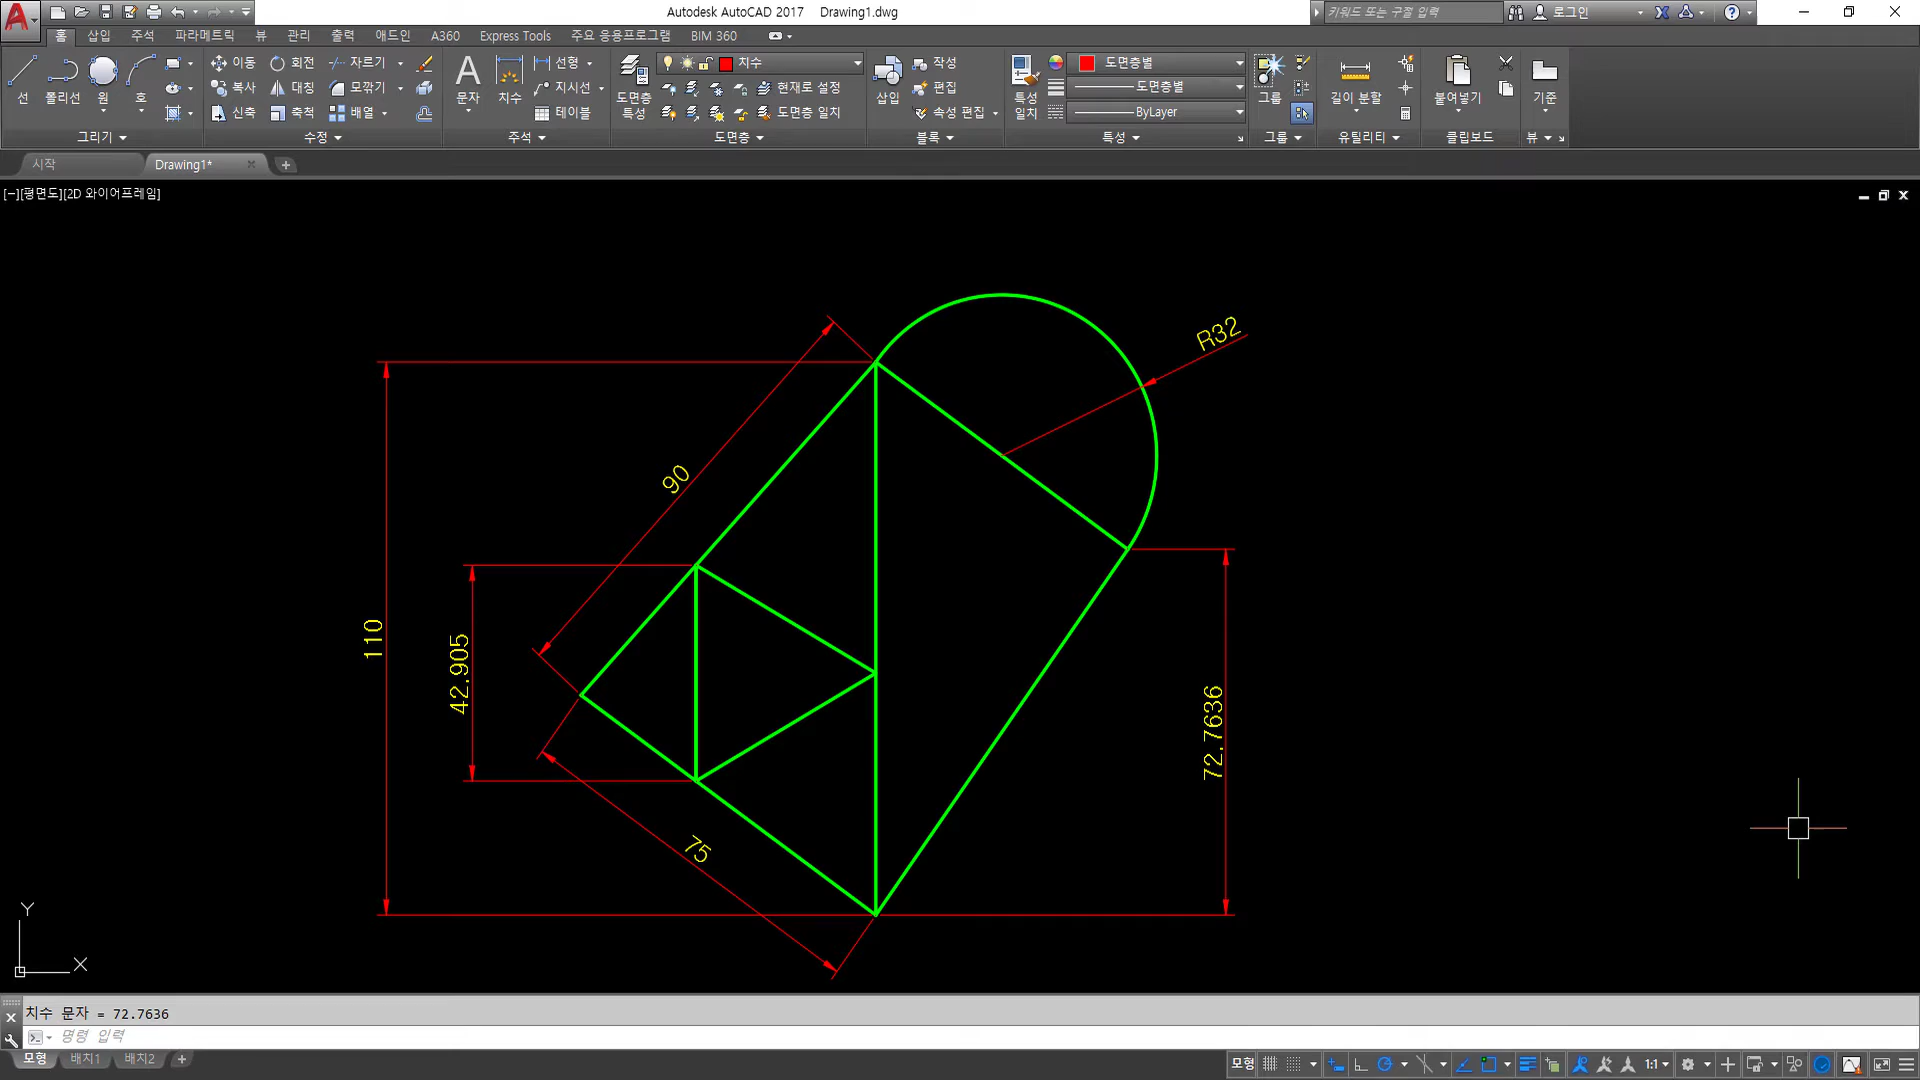 Autodesk AutoCAD 2017 Drawing1.dwg
키워드 또는 구절 입력
로그인
홈 삽입 주석 파라메트릭 뷰 관리 출력 애드인 A360 Express Tools 주요 응용프로그램 BIM 360
선 폴리선 원 호
이동 회전 자르기
복사 대칭 모깎기
신축 축척 배열
문자 치수
선형
지시선
테이블
도면층 특성
치수
현재로 설정
도면층 일치
삽입
작성
편집
속성 편집
특성 일치
도면층별
도면층별
ByLayer
그룹
길이 분할
붙여넣기
기준
그리기 수정 주석 도면층 블록 특성 그룹 유틸리티 클립보드 뷰
시작 Drawing1*
[−][평면도][2D 와이어프레임]
R32
90
110
42.905
72.7636
75
Y
X
치수 문자 = 72.7636
명령 입력
모형 배치1 배치2
모형 1:1